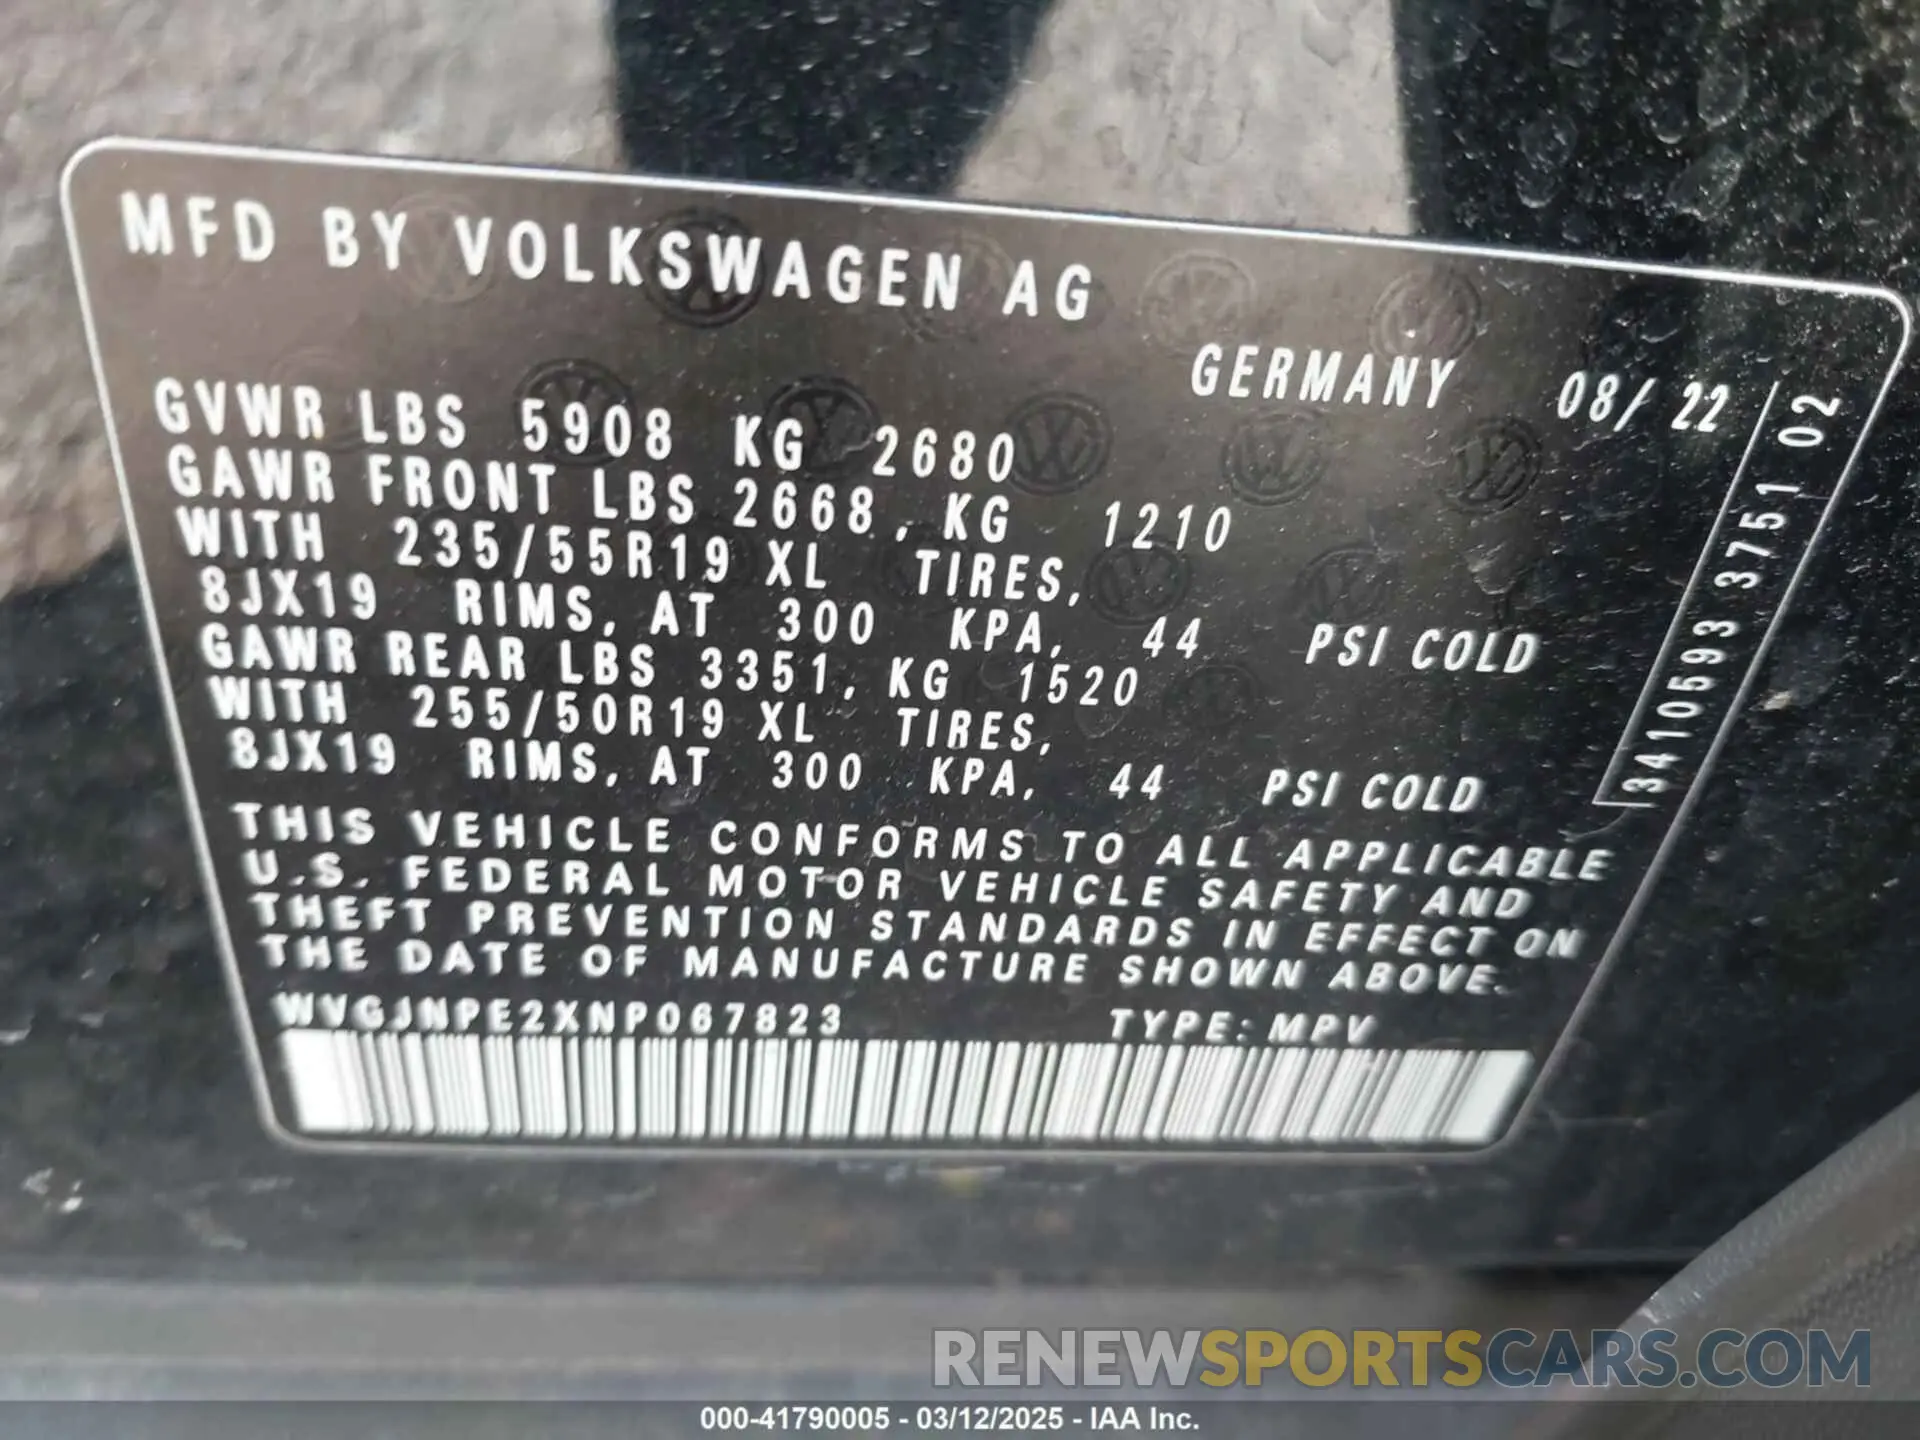 MFD BY VOLKSWAGEN AG
GERMANY 08/ 22
GVWR LBS 5908 KG 2680
GAWR FRONT LBS 2668, KG 1210
WITH 235/55R19 XL TIRES,
8JX19 RIMS, AT 300 KPA, 44 PSI COLD
GAWR REAR LBS 3351, KG 1520
WITH 255/50R19 XL TIRES,
8JX19 RIMS, AT 300 KPA, 44 PSI COLD
THIS VEHICLE CONFORMS TO ALL APPLICABLE
U.S. FEDERAL MOTOR VEHICLE SAFETY AND
THEFT PREVENTION STANDARDS IN EFFECT ON
THE DATE OF MANUFACTURE SHOWN ABOVE.
WVGJNPE2XNP067823 TYPE: MPV
3410593 3751 02
RENEWSPORTSCARS.COM
000-41790005 - 03/12/2025 - IAA Inc.